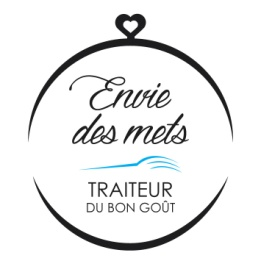 Envie
des mets
TRAITEUR
DU BON GOÛT